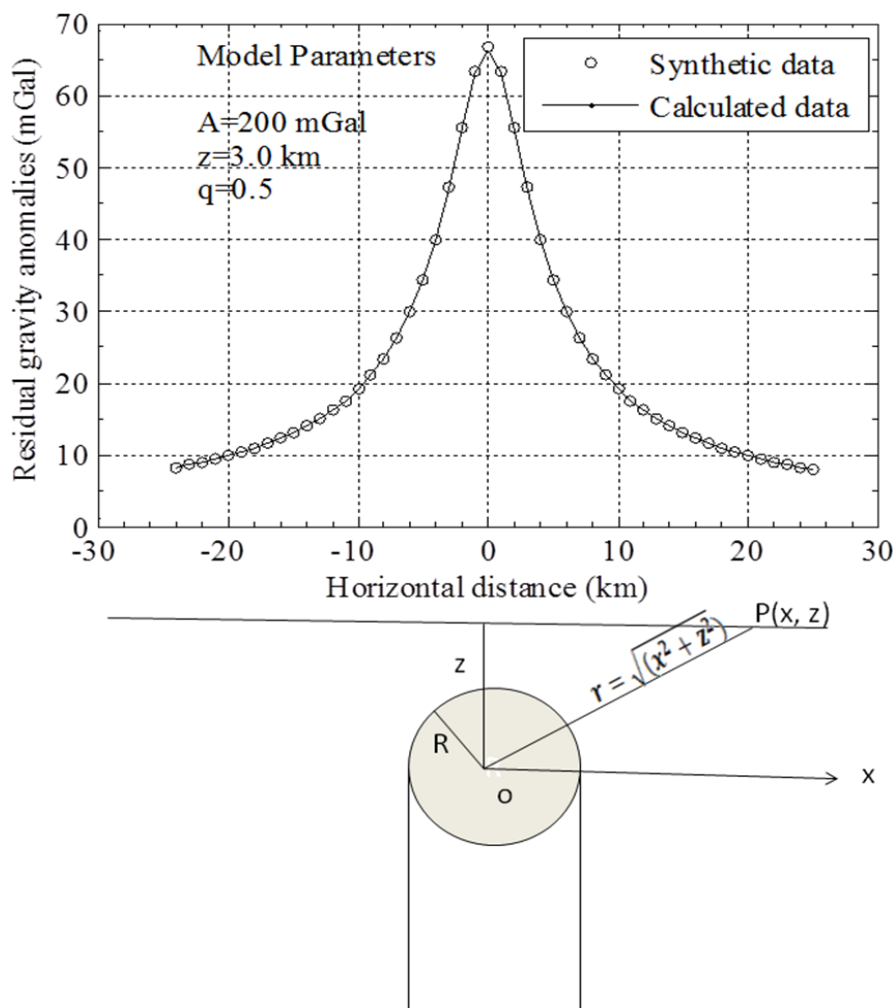 70
60
50
40
30
20
10
0
Residual gravity anomalies (mGal)
Model Parameters
A=200 mGal
z=3.0 km
q=0.5
Synthetic data
Calculated data
-30 -20 -10 0 10 20 30
Horizontal distance (km)
P(x, z)
z
r = √(x² + z²)
R
O
x